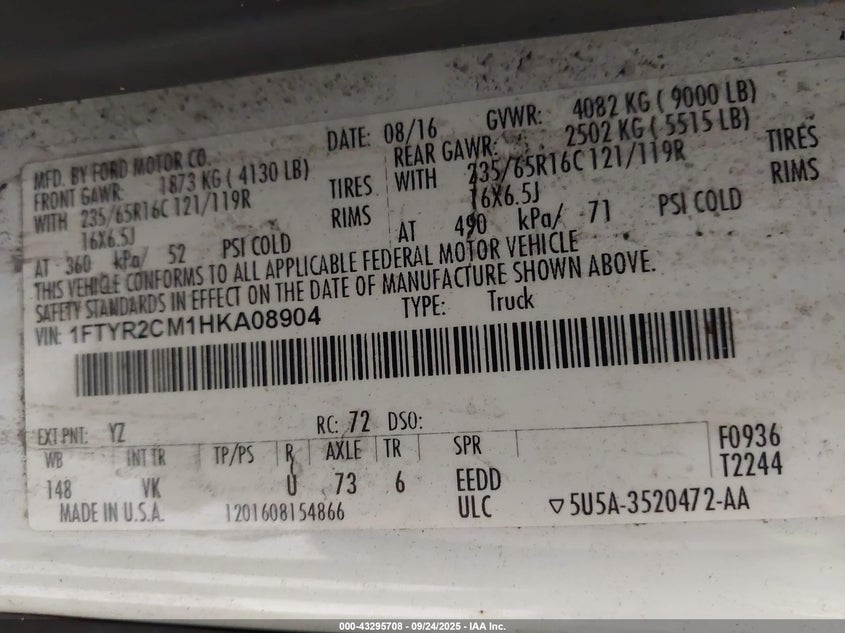 MFD. BY FORD MOTOR CO.
DATE: 08/16 GVWR: 4082 KG ( 9000 LB)
FRONT GAWR: 1873 KG ( 4130 LB)
REAR GAWR: 2502 KG ( 5515 LB)
WITH 235/65R16C 121/119R TIRES
WITH 235/65R16C 121/119R TIRES
16X6.5J RIMS
16X6.5J RIMS
AT 360 kPa/ 52 PSI COLD
AT 490 kPa/ 71 PSI COLD
THIS VEHICLE CONFORMS TO ALL APPLICABLE FEDERAL MOTOR VEHICLE
SAFETY STANDARDS IN EFFECT ON THE DATE OF MANUFACTURE SHOWN ABOVE.
VIN: 1FTYR2CM1HKA08904 TYPE: Truck
EXT PNT: YZ RC: 72 DSO:
WB INT TR TP/PS R AXLE TR SPR
148 VK U 73 6 EEDD
F0936
T2244
MADE IN U.S.A. 1201608154866 ULC ▽5U5A-3520472-AA
000-43295708 - 09/24/2025 - IAA Inc.